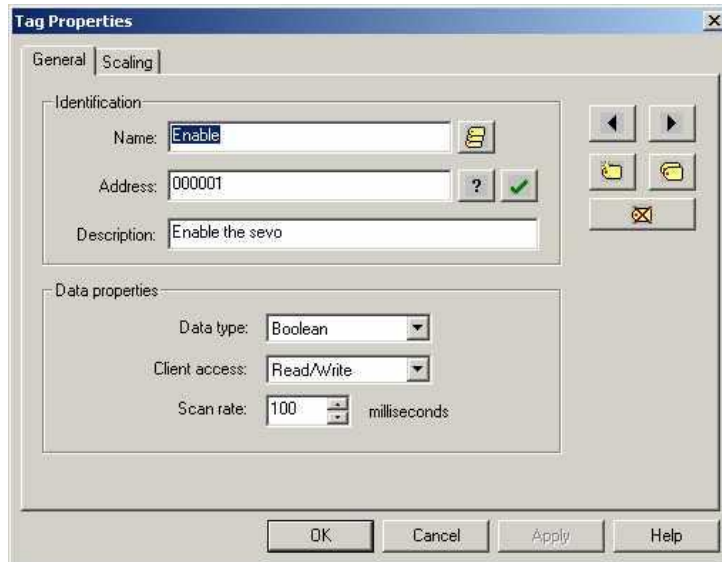 Tag Properties
General Scaling
Identification
Name: Enable
Address: 000001 ?
Description: Enable the sevo
Data properties
Data type: Boolean
Client access: Read/Write
Scan rate: 100 milliseconds
OK Cancel Apply Help